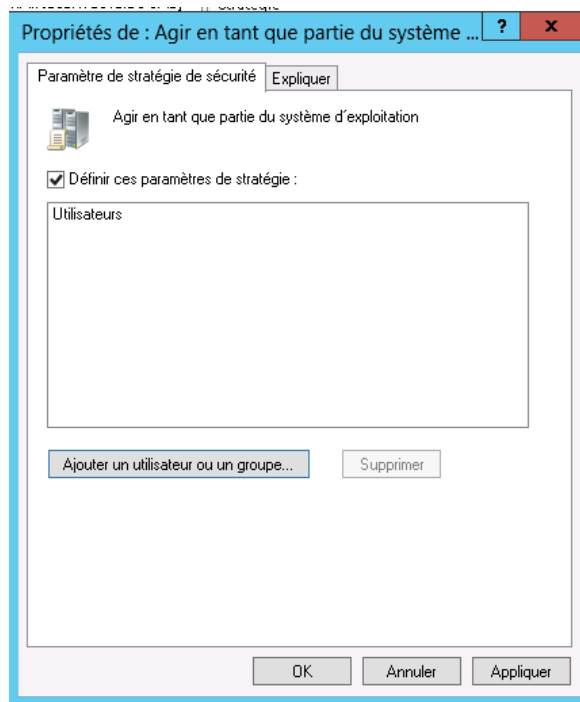 Propriétés de : Agir en tant que partie du système ...
?
x
Paramètre de stratégie de sécurité
Expliquer
Agir en tant que partie du système d'exploitation
Définir ces paramètres de stratégie :
Utilisateurs
Ajouter un utilisateur ou un groupe...
Supprimer
OK
Annuler
Appliquer